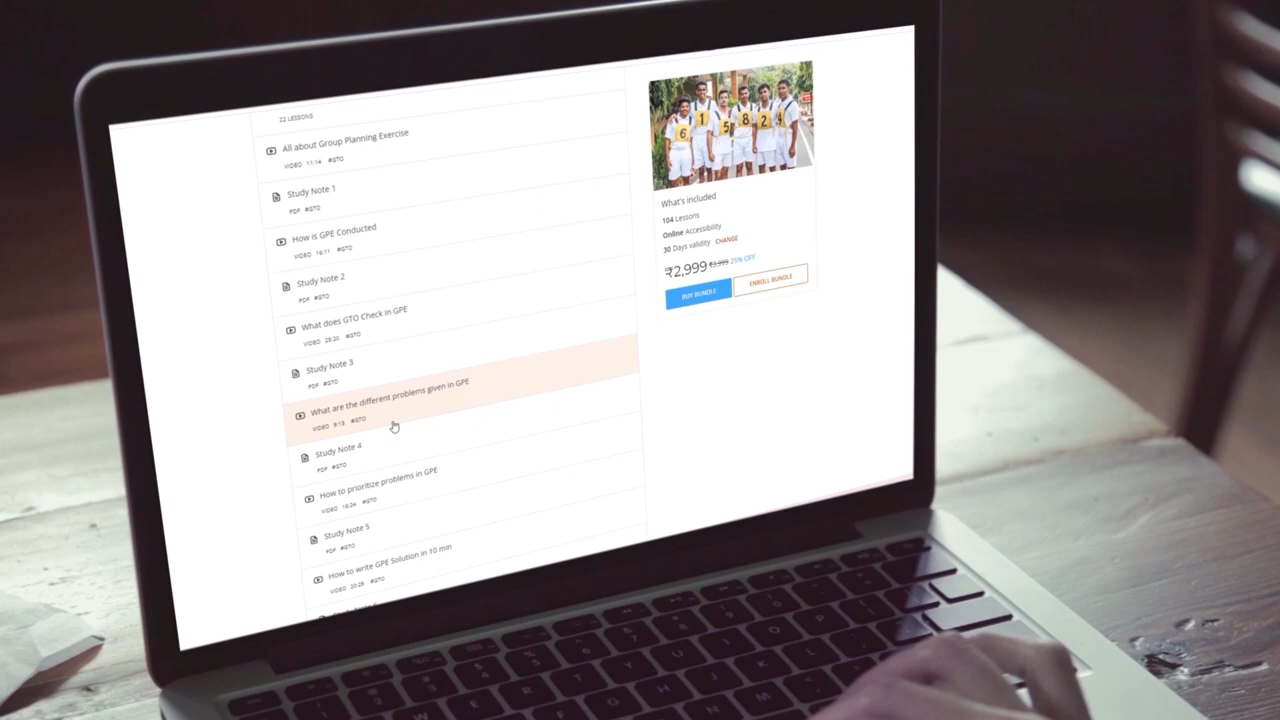 22 LESSONS
All about Group Planning Exercise
VIDEO 11:14 #GTO
Study Note 1
PDF #GTO
How is GPE Conducted
VIDEO 16:11 #GTO
Study Note 2
PDF #GTO
What does GTO Check in GPE
VIDEO 25:20 #GTO
Study Note 3
PDF #GTO
What are the different problems given in GPE
VIDEO 9:13 #GTO
Study Note 4
PDF #GTO
How to prioritize problems in GPE
VIDEO 16:24 #GTO
Study Note 5
PDF #GTO
How to write GPE Solution in 10 min
VIDEO 20:25 #GTO
6 1 5 8 2 4
What's included
104 Lessons
Online Accessibility
30 Days validity CHANGE
₹2,999 ₹3,999 25% OFF
BUY BUNDLE ENROLL BUNDLE